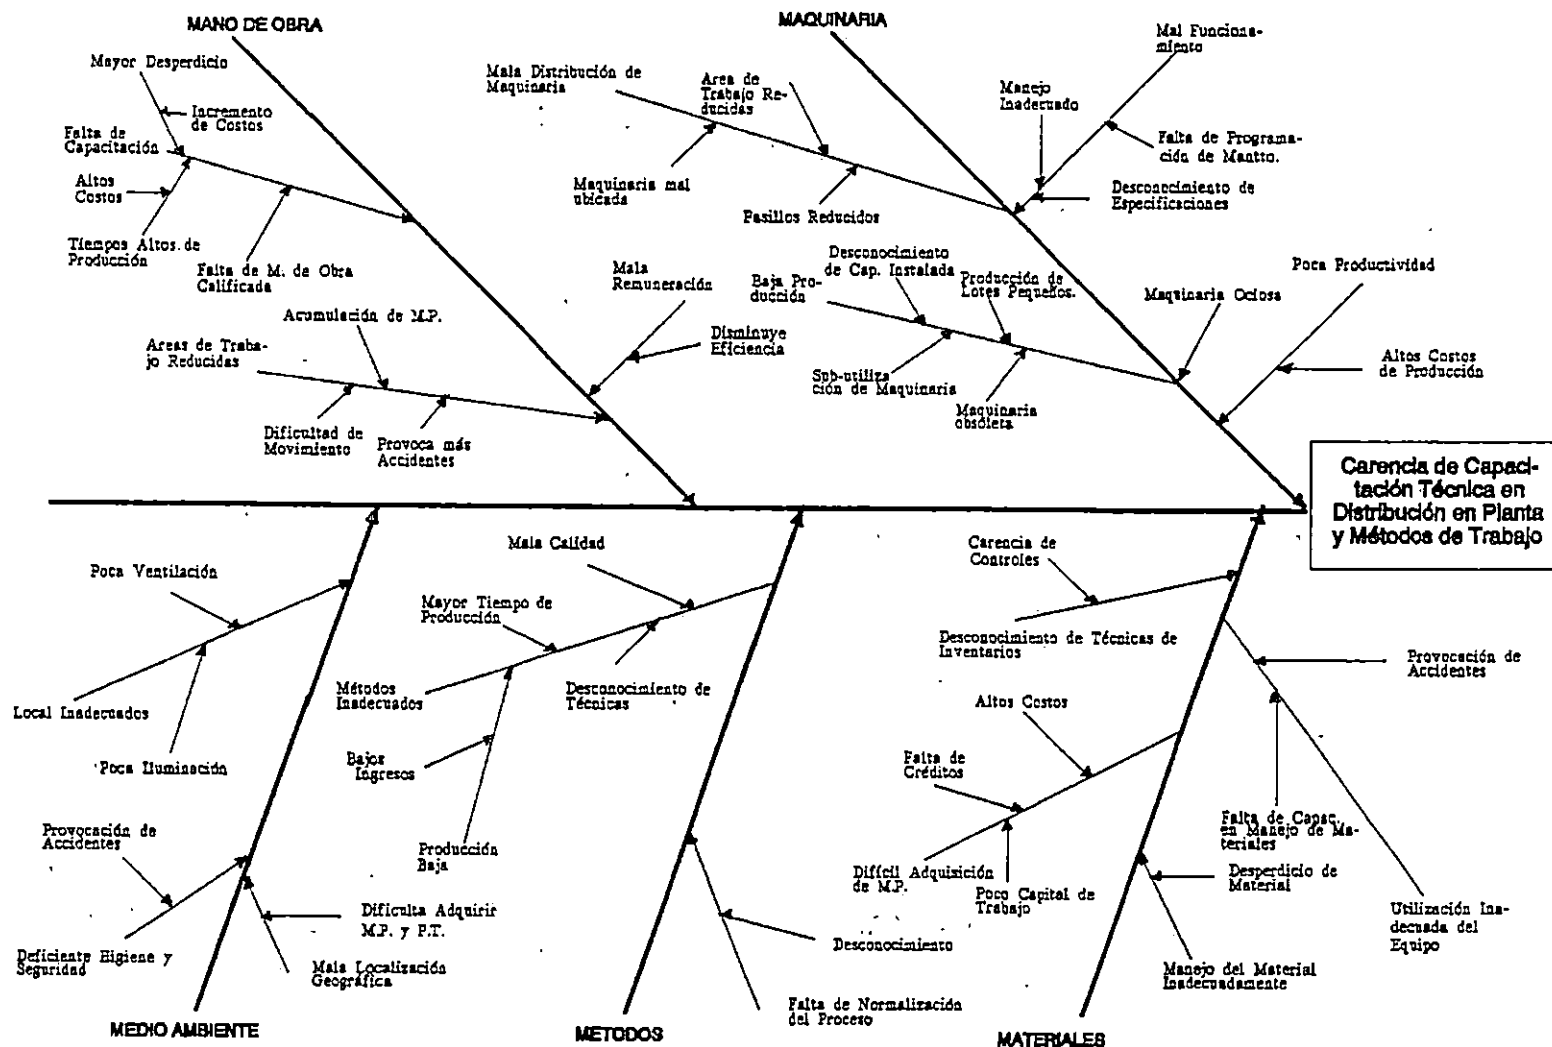 MANO DE OBRA
Mayor Desperdicio
Incremento
de Costos
Falta de
Capacitación
Altos
Costos
Tiempos Altos de
Producción
Falta de M. de Obra
Calificada
Acumulación de M.P.
Areas de Traba-
jo Reducidas
Dificultad de
Movimiento
Provoca más
Accidentes
Mala
Remuneración
Disminuye
Eficiencia
MAQUINARIA
Mala Distribución de
Maquinaria
Area de
Trabajo Re-
ducidas
Maquinaria mal
ubicada
Pasillos Reducidos
Mal Funciona-
miento
Manejo
Inadecuado
Falta de Programa-
ción de Mantto.
Desconocimiento de
Especificaciones
Desconocimiento
de Cap. Instalada
Baja Pro-
ducción
Producción de
Lotes Pequeños.
Sub-utiliza
ción de Maquinaria
Maquinaria
obsoleta
Maquinaria Ociosa
Poca Productividad
Altos Costos
de Producción
Carencia de Capaci-
tación Técnica en
Distribución en Planta
y Métodos de Trabajo
Poca Ventilación
Local Inadecuados
Poca Iluminación
Provocación de
Accidentes
Deficiente Higiene y
Seguridad
Dificulta Adquirir
M.P. y P.T.
Mala Localización
Geográfica
MEDIO AMBIENTE
Mala Calidad
Mayor Tiempo de
Producción
Métodos
Inadecuados
Desconocimiento de
Técnicas
Bajos
Ingresos
Producción
Baja
Desconocimiento
Falta de Normalización
del Proceso
METODOS
Carencia de
Controles
Desconocimiento de Técnicas de
Inventarios
Provocación de
Accidentes
Altos Costos
Falta de
Créditos
Difícil Adquisición
de M.P.
Poco Capital de
Trabajo
Falta de Capac.
en Manejo de Ma-
teriales
Desperdicio de
Material
Utilización Ina-
decuada del
Equipo
Manejo del Material
Inadecuadamente
MATERIALES